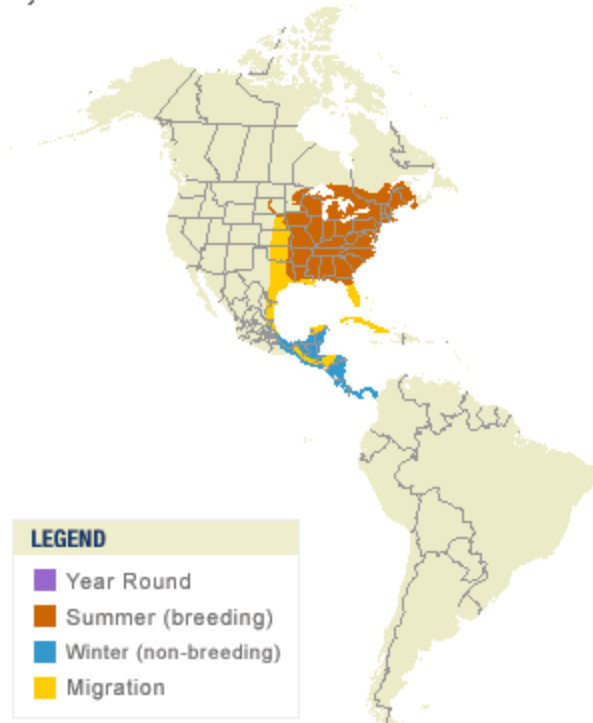 LEGEND
Year Round
Summer (breeding)
Winter (non-breeding)
Migration